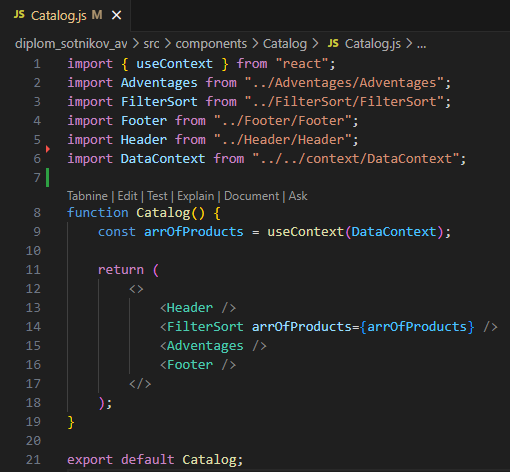 JS Catalog.js M ×
diplom_sotnikov_av > src > components > Catalog > JS Catalog.js > ...
1 import { useContext } from "react";
2 import Adventages from "../Adventages/Adventages";
3 import FilterSort from "../FilterSort/FilterSort";
4 import Footer from "../Footer/Footer";
5 import Header from "../Header/Header";
6 import DataContext from "../../context/DataContext";
7
Tabnine | Edit | Test | Explain | Document | Ask
8 function Catalog() {
9     const arrOfProducts = useContext(DataContext);
10
11     return (
12         <>
13             <Header />
14             <FilterSort arrOfProducts={arrOfProducts} />
15             <Adventages />
16             <Footer />
17         </>
18     );
19 }
20
21 export default Catalog;